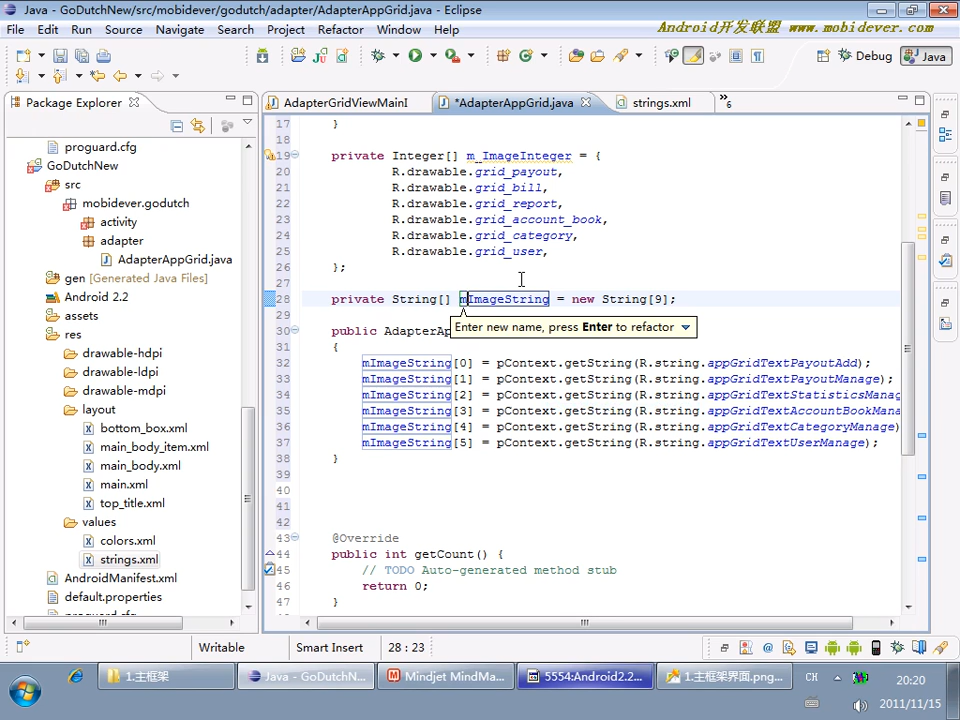 Java - GoDutchNew/src/mobidever/godutch/adapter/AdapterAppGrid.java - Eclipse
File Edit Run Source Navigate Search Project Refactor Window Help
Android开发联盟 www.mobidever.com
Debug
Java
Package Explorer
AdapterGridViewMainI
*AdapterAppGrid.java
strings.xml
»6
proguard.cfg
GoDutchNew
src
mobidever.godutch
activity
adapter
AdapterAppGrid.java
gen [Generated Java Files]
Android 2.2
assets
res
drawable-hdpi
drawable-ldpi
drawable-mdpi
layout
bottom_box.xml
main_body_item.xml
main_body.xml
main.xml
top_title.xml
values
colors.xml
strings.xml
AndroidManifest.xml
default.properties
proguard.cfg
17 }
18
19 private Integer[] m_ImageInteger = {
20 R.drawable.grid_payout,
21 R.drawable.grid_bill,
22 R.drawable.grid_report,
23 R.drawable.grid_account_book,
24 R.drawable.grid_category,
25 R.drawable.grid_user,
26 };
27
28 private String[] mImageString = new String[9];
29
Enter new name, press Enter to refactor
30 public AdapterAp
31 {
32 mImageString[0] = pContext.getString(R.string.appGridTextPayoutAdd);
33 mImageString[1] = pContext.getString(R.string.appGridTextPayoutManage);
34 mImageString[2] = pContext.getString(R.string.appGridTextStatisticsManag
35 mImageString[3] = pContext.getString(R.string.appGridTextAccountBookMana
36 mImageString[4] = pContext.getString(R.string.appGridTextCategoryManage)
37 mImageString[5] = pContext.getString(R.string.appGridTextUserManage);
38 }
39
40
41
42
43 @Override
44 public int getCount() {
45 // TODO Auto-generated method stub
46 return 0;
47 }
Writable
Smart Insert
28 : 23
1.主框架
Java - GoDutchN...
Mindjet MindMa...
5554:Android2.2...
1.主框架界面.png...
CH
20:20
2011/11/15